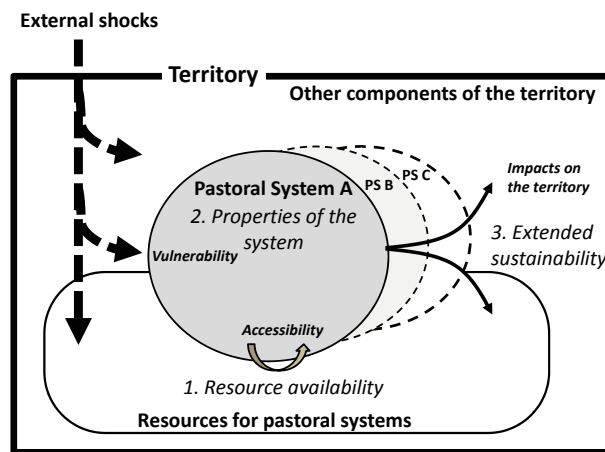 External shocks
Territory
Other components of the territory
PS B
PS C
Impacts on
the territory
Pastoral System A
2. Properties of the
system
3. Extended
sustainability
Vulnerability
Accessibility
1. Resource availability
Resources for pastoral systems